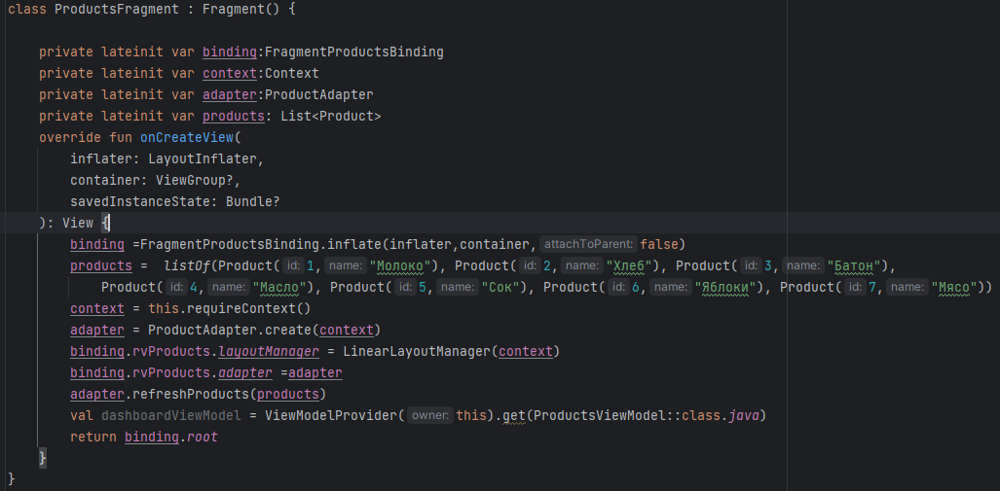 class ProductsFragment : Fragment() {
private lateinit var binding:FragmentProductsBinding
private lateinit var context:Context
private lateinit var adapter:ProductAdapter
private lateinit var products: List<Product>
override fun onCreateView(
inflater: LayoutInflater,
container: ViewGroup?,
savedInstanceState: Bundle?
): View {
binding =FragmentProductsBinding.inflate(inflater,container, attachToParent: false)
products =  listOf(Product( id: 1, name: "Молоко"), Product( id: 2, name: "Хлеб"), Product( id: 3, name: "Батон"),
Product( id: 4, name: "Масло"), Product( id: 5, name: "Сок"), Product( id: 6, name: "Яблоки"), Product( id: 7, name: "Мясо"))
context = this.requireContext()
adapter = ProductAdapter.create(context)
binding.rvProducts.layoutManager = LinearLayoutManager(context)
binding.rvProducts.adapter =adapter
adapter.refreshProducts(products)
val dashboardViewModel = ViewModelProvider( owner: this).get(ProductsViewModel::class.java)
return binding.root
}
}